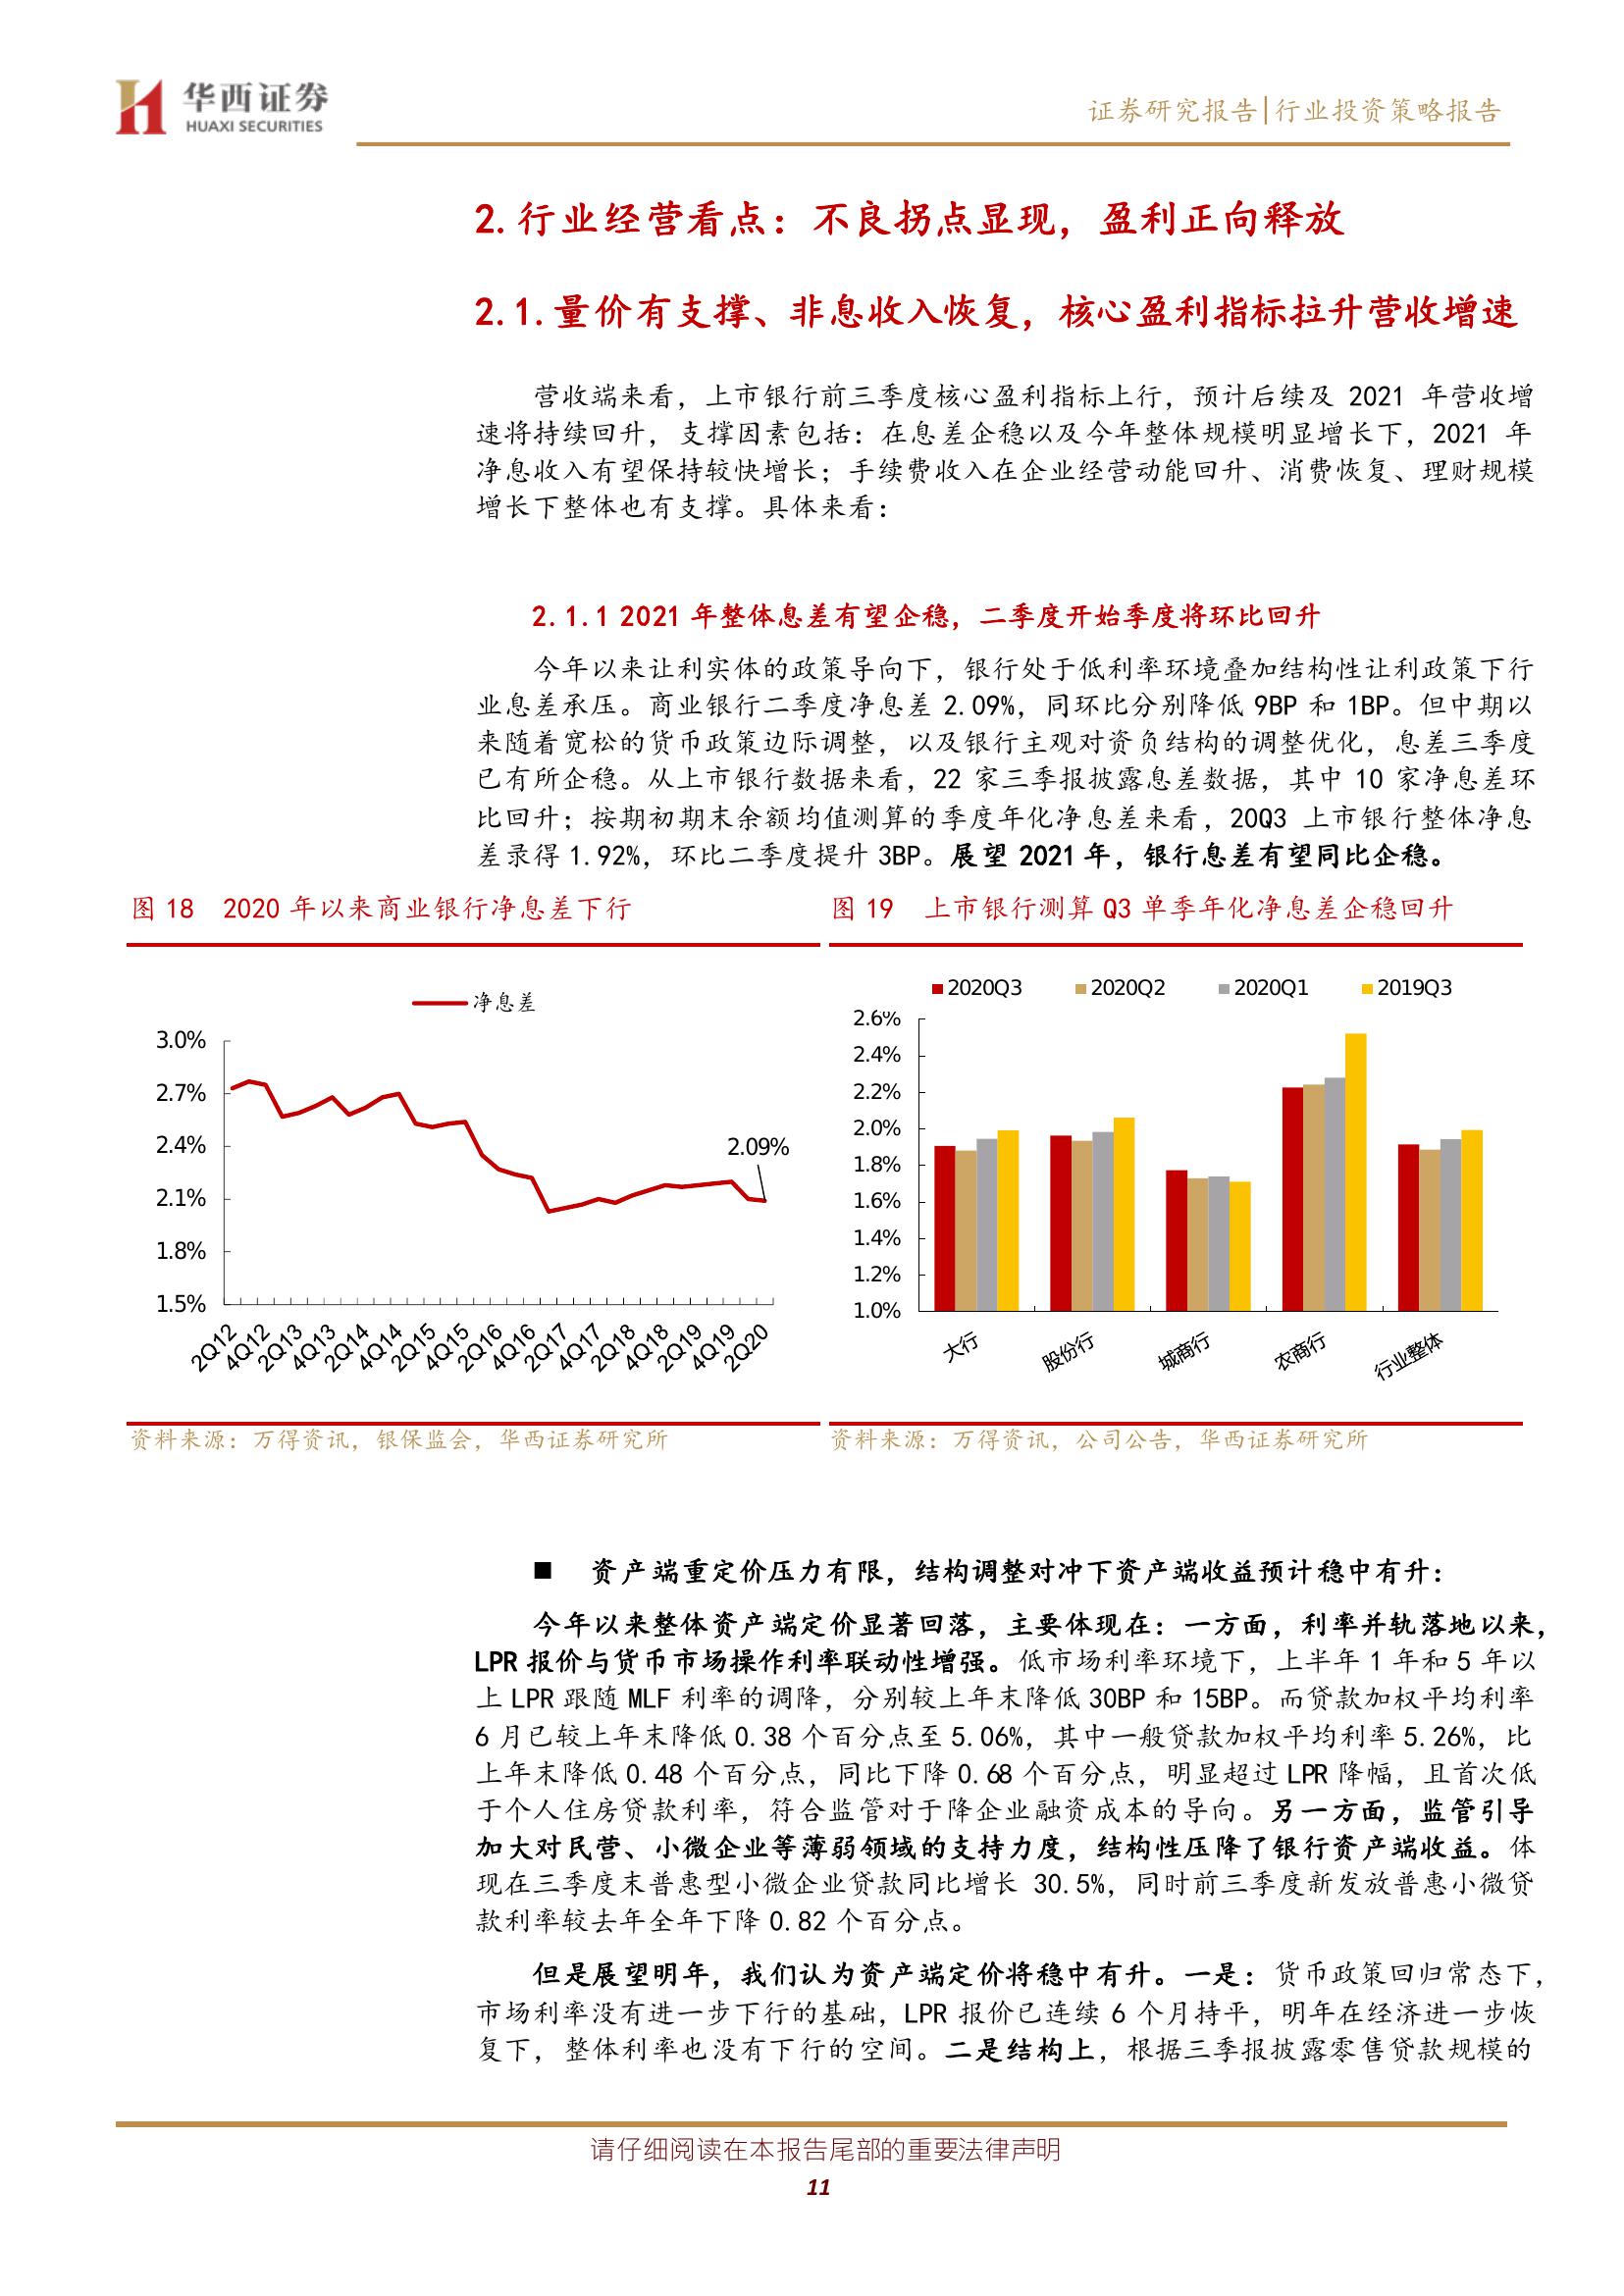 华西证券
HUAXI SECURITIES
证券研究报告|行业投资策略报告
2.行业经营看点：不良拐点显现，盈利正向释放
2.1.量价有支撑、非息收入恢复，核心盈利指标拉升营收增速
营收端来看，上市银行前三季度核心盈利指标上行，预计后续及 2021 年营收增
速将持续回升，支撑因素包括：在息差企稳以及今年整体规模明显增长下，2021 年
净息收入有望保持较快增长；手续费收入在企业经营动能回升、消费恢复、理财规模
增长下整体也有支撑。具体来看：
2.1.1 2021 年整体息差有望企稳，二季度开始季度将环比回升
今年以来让利实体的政策导向下，银行处于低利率环境叠加结构性让利政策下行
业息差承压。商业银行二季度净息差 2.09%，同环比分别降低 9BP 和 1BP。但中期以
来随着宽松的货币政策边际调整，以及银行主观对资负结构的调整优化，息差三季度
已有所企稳。从上市银行数据来看，22 家三季报披露息差数据，其中 10 家净息差环
比回升；按期初期末余额均值测算的季度年化净息差来看，20Q3 上市银行整体净息
差录得 1.92%，环比二季度提升 3BP。展望 2021 年，银行息差有望同比企稳。
图 18 2020 年以来商业银行净息差下行
净息差
3.0%
2.7%
2.4%
2.1%
1.8%
1.5%
2.09%
2Q12
4Q12
2Q13
4Q13
2Q14
4Q14
2Q15
4Q15
2Q16
4Q16
2Q17
4Q17
2Q18
4Q18
2Q19
4Q19
2Q20
资料来源：万得资讯，银保监会，华西证券研究所
图 19 上市银行测算 Q3 单季年化净息差企稳回升
2020Q3 2020Q2 2020Q1 2019Q3
2.6%
2.4%
2.2%
2.0%
1.8%
1.6%
1.4%
1.2%
1.0%
大行
股份行
城商行
农商行
行业整体
资料来源：万得资讯，公司公告，华西证券研究所
■ 资产端重定价压力有限，结构调整对冲下资产端收益预计稳中有升：
今年以来整体资产端定价显著回落，主要体现在：一方面，利率并轨落地以来，
LPR 报价与货币市场操作利率联动性增强。低市场利率环境下，上半年 1 年和 5 年以
上 LPR 跟随 MLF 利率的调降，分别较上年末降低 30BP 和 15BP。而贷款加权平均利率
6 月已较上年末降低 0.38 个百分点至 5.06%，其中一般贷款加权平均利率 5.26%，比
上年末降低 0.48 个百分点，同比下降 0.68 个百分点，明显超过 LPR 降幅，且首次低
于个人住房贷款利率，符合监管对于降企业融资成本的导向。另一方面，监管引导
加大对民营、小微企业等薄弱领域的支持力度，结构性压降了银行资产端收益。体
现在三季度末普惠型小微企业贷款同比增长 30.5%，同时前三季度新发放普惠小微贷
款利率较去年全年下降 0.82 个百分点。
但是展望明年，我们认为资产端定价将稳中有升。一是：货币政策回归常态下，
市场利率没有进一步下行的基础，LPR 报价已连续 6 个月持平，明年在经济进一步恢
复下，整体利率也没有下行的空间。二是结构上，根据三季报披露零售贷款规模的
请仔细阅读在本报告尾部的重要法律声明
11